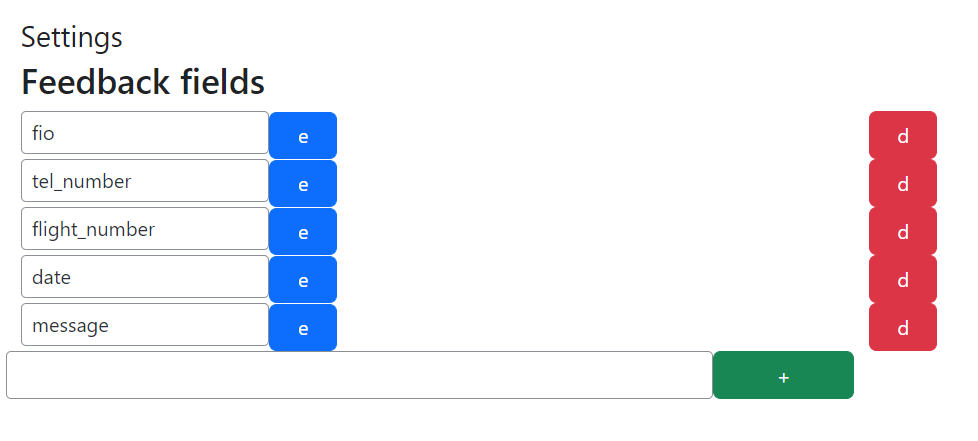 Settings
Feedback fields
fio e d
tel_number e d
flight_number e d
date e d
message e d
+